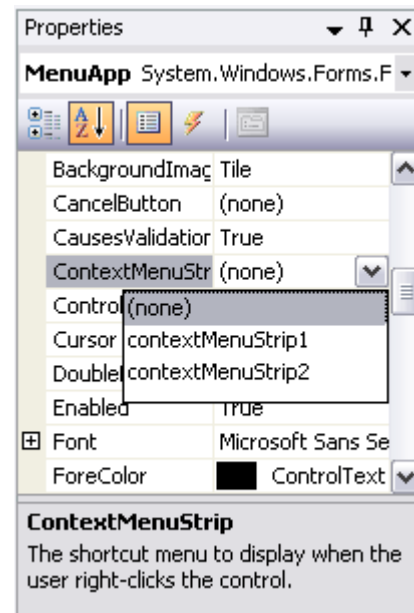 Properties
MenuApp System.Windows.Forms.F
A
Z
BackgroundImag Tile
CancelButton (none)
CausesValidation True
ContextMenuStr (none)
Control (none)
Cursor contextMenuStrip1
Double contextMenuStrip2
Enabled True
Font Microsoft Sans Se
ForeColor ControlText
ContextMenuStrip
The shortcut menu to display when the
user right-clicks the control.